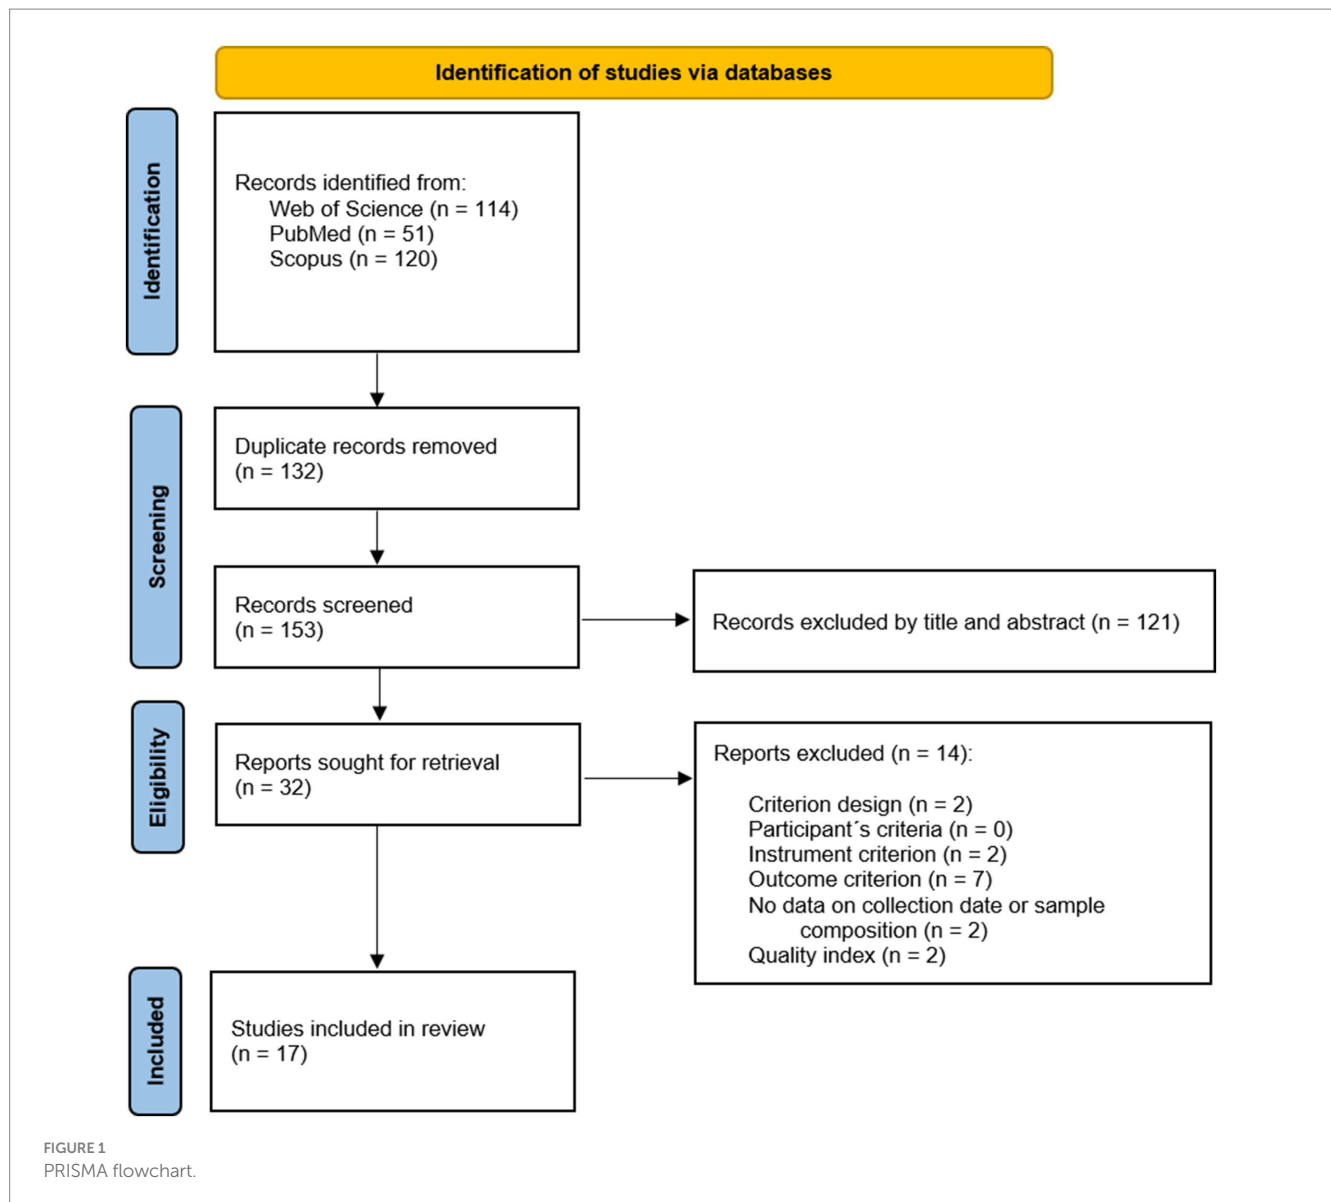 Identification of studies via databases
Identification
Records identified from:
Web of Science (n = 114)
PubMed (n = 51)
Scopus (n = 120)
Screening
Duplicate records removed
(n = 132)
Records screened
(n = 153)
Records excluded by title and abstract (n = 121)
Eligibility
Reports sought for retrieval
(n = 32)
Reports excluded (n = 14):
Criterion design (n = 2)
Participant´s criteria (n = 0)
Instrument criterion (n = 2)
Outcome criterion (n = 7)
No data on collection date or sample
composition (n = 2)
Quality index (n = 2)
Included
Studies included in review
(n = 17)
FIGURE 1
PRISMA flowchart.